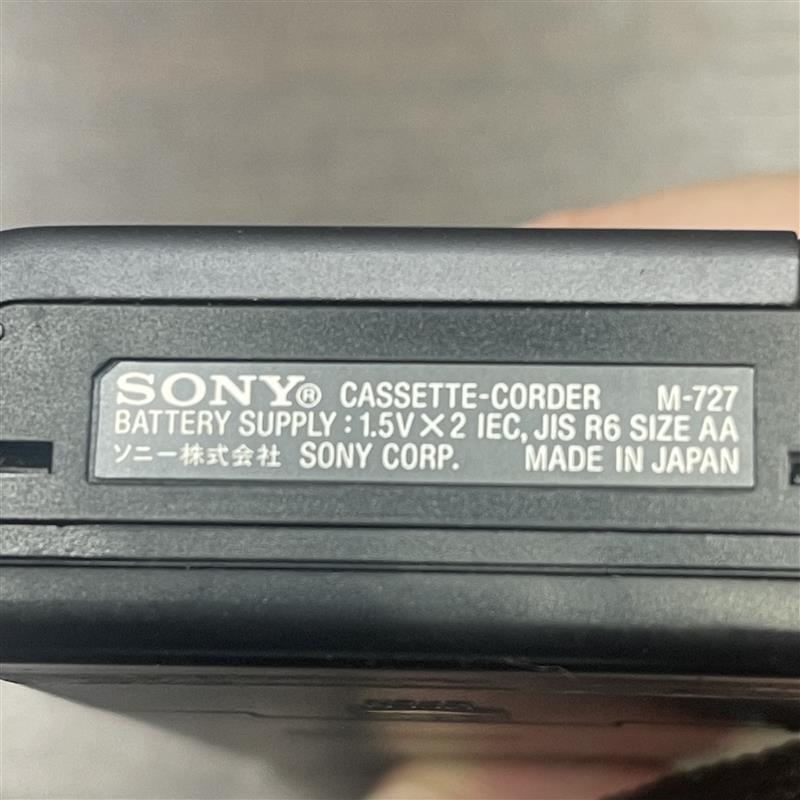 SONY® CASSETTE-CORDER M-727
BATTERY SUPPLY : 1.5V×2 IEC, JIS R6 SIZE AA
ソニー株式会社 SONY CORP. MADE IN JAPAN